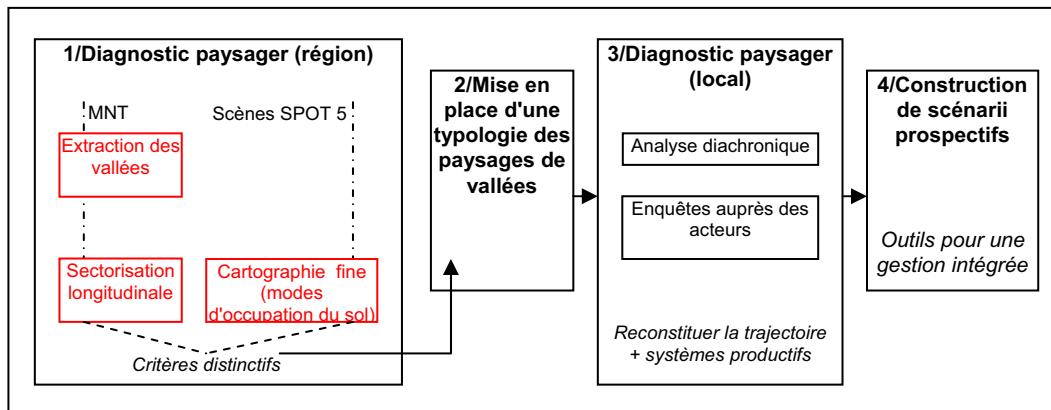 1/Diagnostic paysager (région)
MNT
Scènes SPOT 5
Extraction des
vallées
Sectorisation
longitudinale
Cartographie fine
(modes
d'occupation du sol)
Critères distinctifs
2/Mise en
place d'une
typologie des
paysages de
vallées
3/Diagnostic paysager
(local)
Analyse diachronique
Enquêtes auprès des
acteurs
Reconstituer la trajectoire
+ systèmes productifs
4/Construction
de scénarii
prospectifs
Outils pour une
gestion intégrée